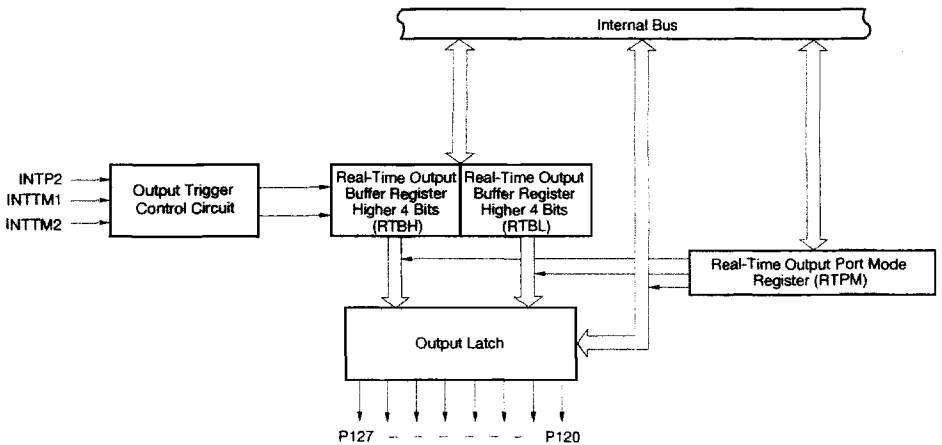 Internal Bus
INTP2
INTTM1
INTTM2
Output Trigger
Control Circuit
Real-Time Output
Buffer Register
Higher 4 Bits
(RTBH)
Real-Time Output
Buffer Register
Higher 4 Bits
(RTBL)
Real-Time Output Port Mode
Register (RTPM)
Output Latch
P127
P120